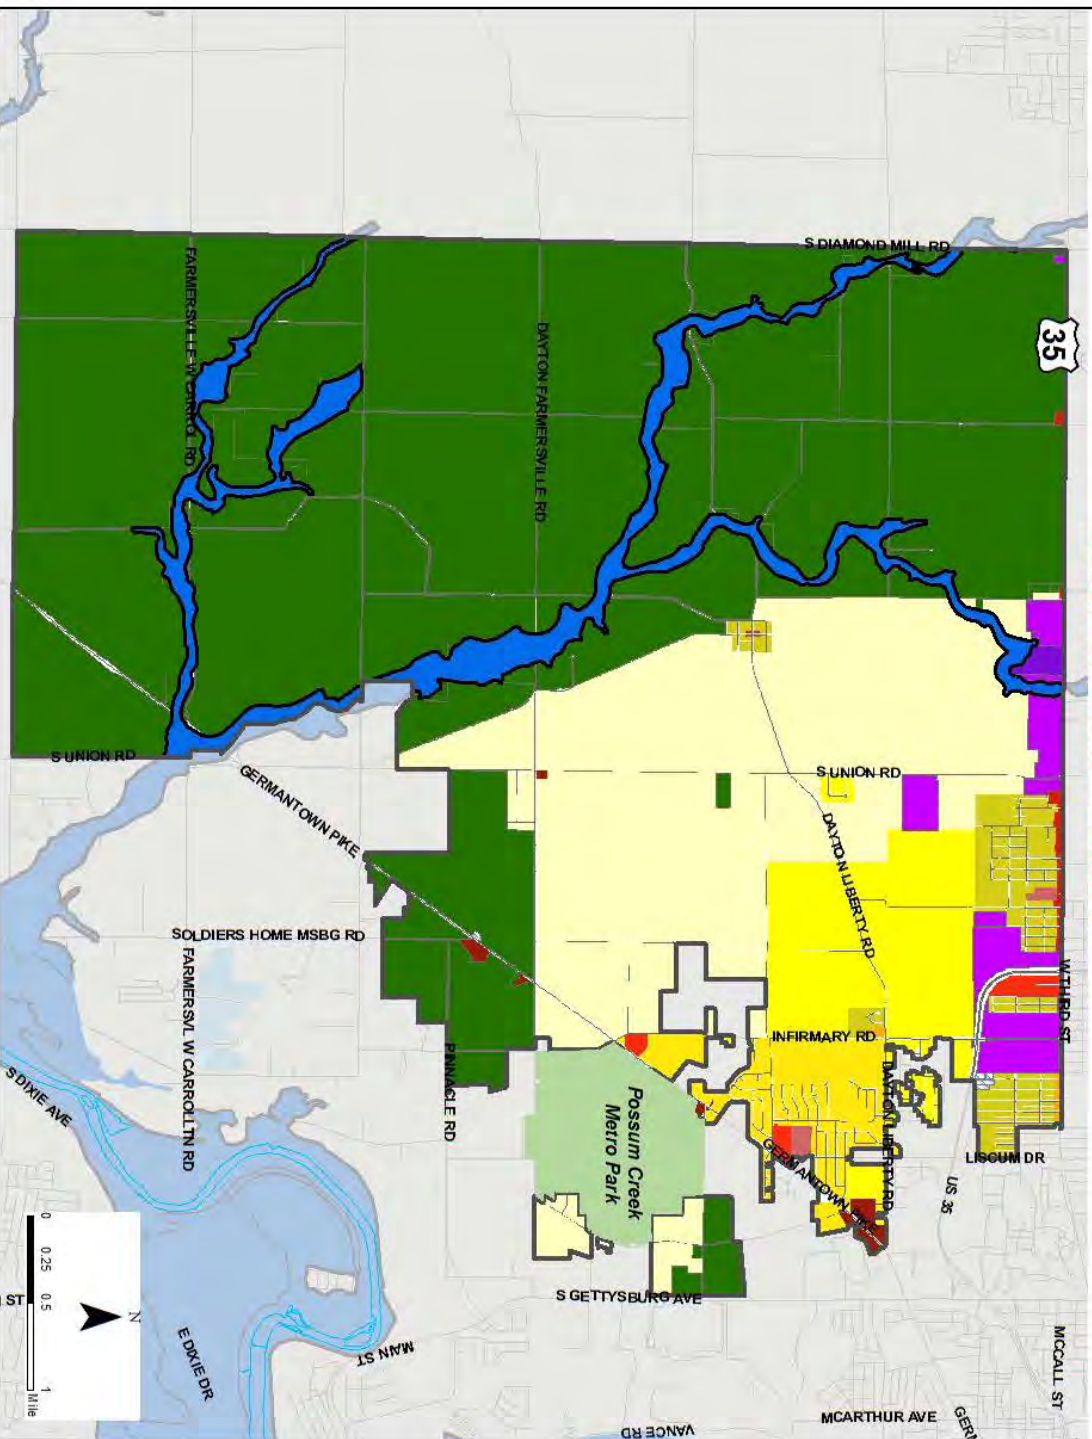 S DIAMOND MILL RD
35
DAYTON FARMERSVILLE RD
S UNION RD
S UNION RD
GERMANTOWN PIKE
DAYTON LIBERTY RD
SOLDIERS HOME MSBG RD
FARMERSVL W CARROLLTN RD
W THIRD ST
INFIRMARY RD
PINNACLE RD
DAYTON LIBERTY RD
Possum Creek
Metro Park
GERMANTOWN PIKE
LISCUM DR
US 35
S DIXIE AVE
S GETTYSBURG AVE
MAIN ST
E DIXIE DR
MCCALL ST
MCARTHUR AVE
VANCE RD
ST
N
0 0.25 0.5 1
Mile